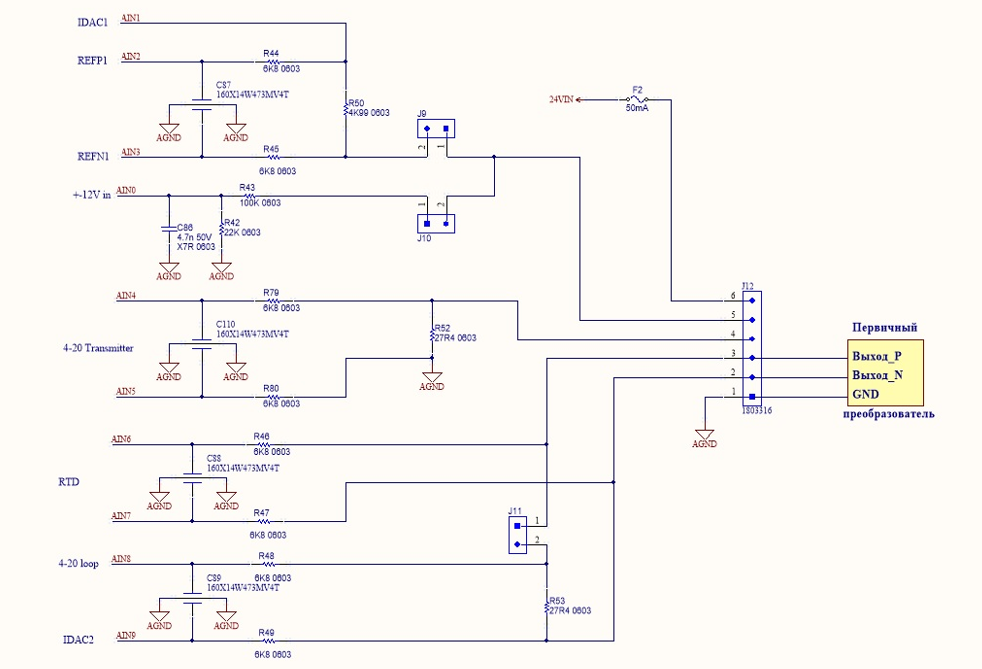 IDAC1 AIN1
REFP1 AIN2
R44
6K8 0603
C87
160X14W473MV4T
AGND AGND
R50
4K99 0603
REFN1 AIN3
R45
6K8 0603
J9
2 1
F2
24VIN
50mA
+-12V in AIN0
R43
100K 0603
C86
4.7n 50V
X7R 0603
R42
22K 0603
AGND AGND
1 2
J10
AIN4
R79
6K8 0603
C110
160X14W473MV4T
4-20 Transmitter
AGND AGND
R52
27R4 0603
AGND
AIN5
R80
6K8 0603
J12
6
5
4
3
2
1
1803316
AGND
Первичный
Выход_P
Выход_N
GND
преобразователь
AIN6
R46
6K8 0603
C88
160X14W473MV4T
RTD
AGND AGND
AIN7
R47
6K8 0603
J11
1
2
4-20 loop AIN8
R48
6K8 0603
C89
160X14W473MV4T
AGND AGND
R53
27R4 0603
IDAC2 AIN9
R49
6K8 0603